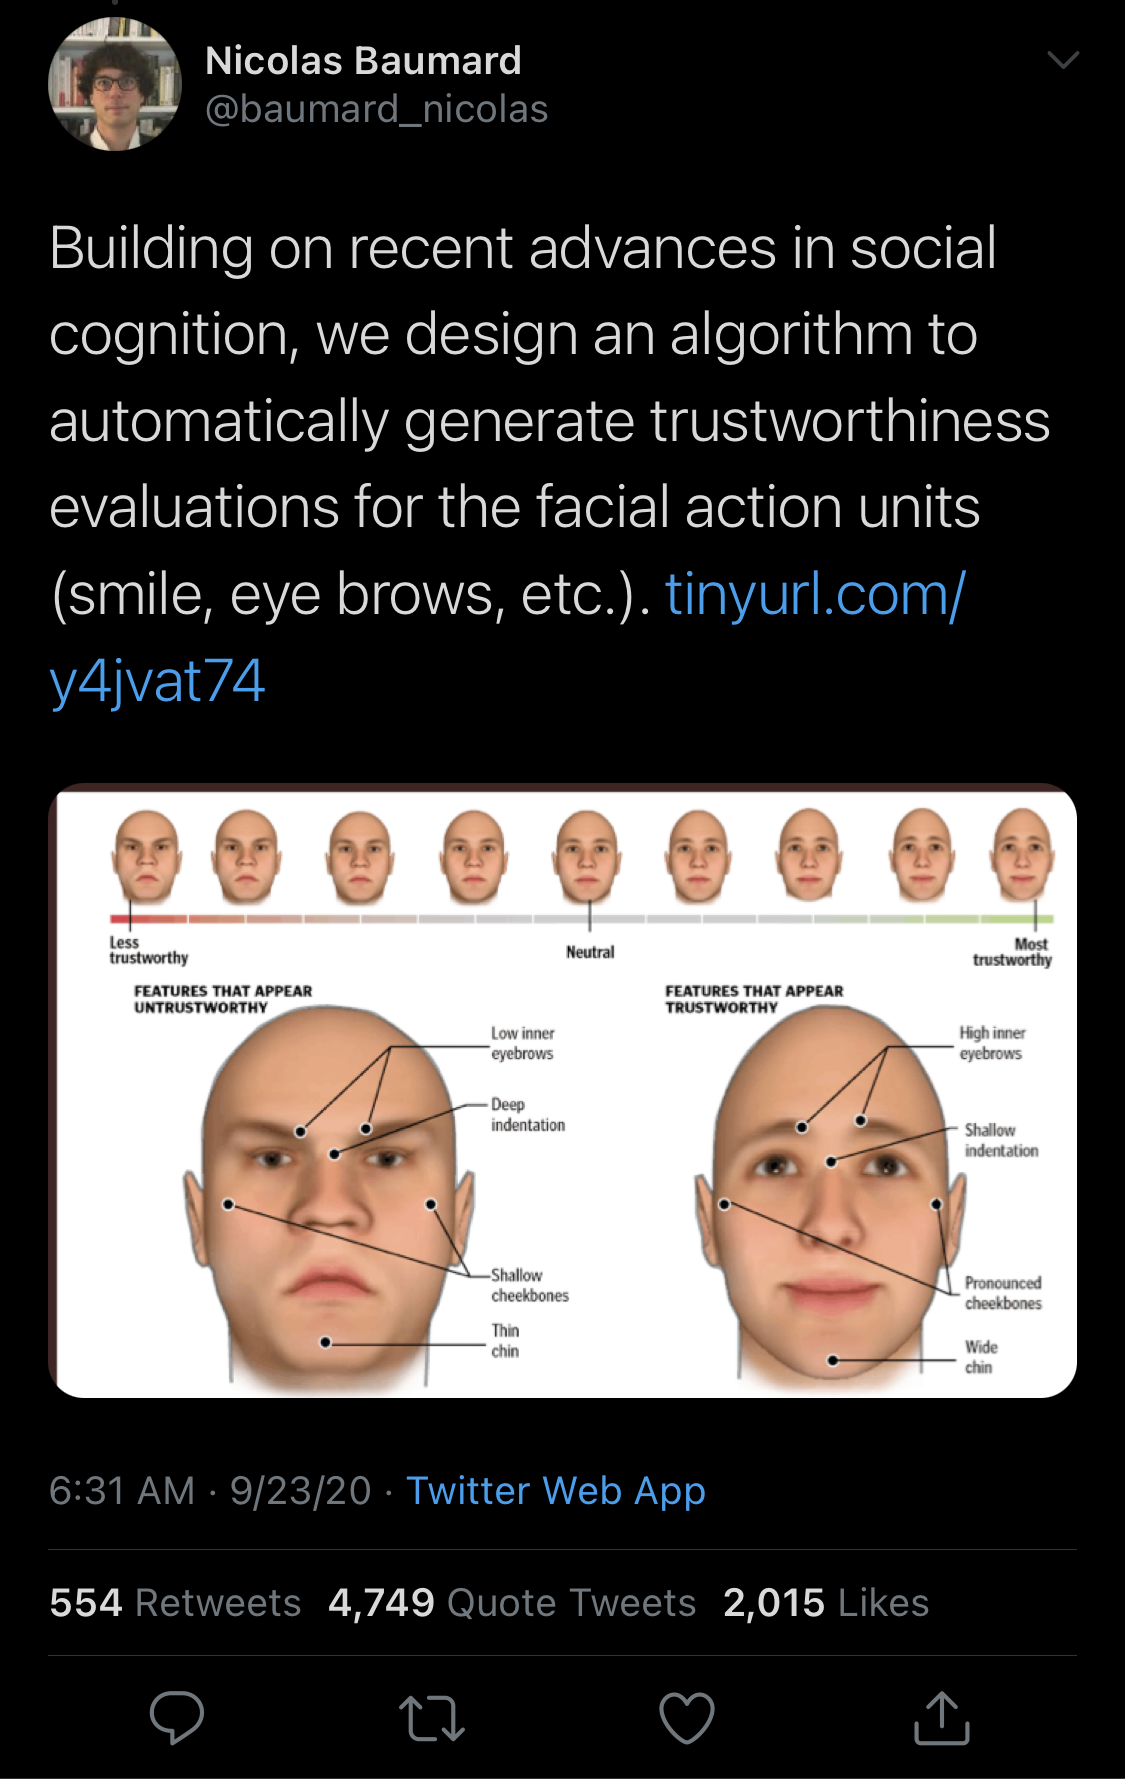 Nicolas Baumard
@baumard_nicolas
Building on recent advances in social
cognition, we design an algorithm to
automatically generate trustworthiness
evaluations for the facial action units
(smile, eye brows, etc.). tinyurl.com/
y4jvat74
Less
trustworthy
Neutral
Most
trustworthy
FEATURES THAT APPEAR
UNTRUSTWORTHY
Low inner
eyebrows
Deep
indentation
Shallow
cheekbones
Thin
chin
FEATURES THAT APPEAR
TRUSTWORTHY
High inner
eyebrows
Shallow
indentation
Pronounced
cheekbones
Wide
chin
6:31 AM · 9/23/20 · Twitter Web App
554 Retweets 4,749 Quote Tweets 2,015 Likes